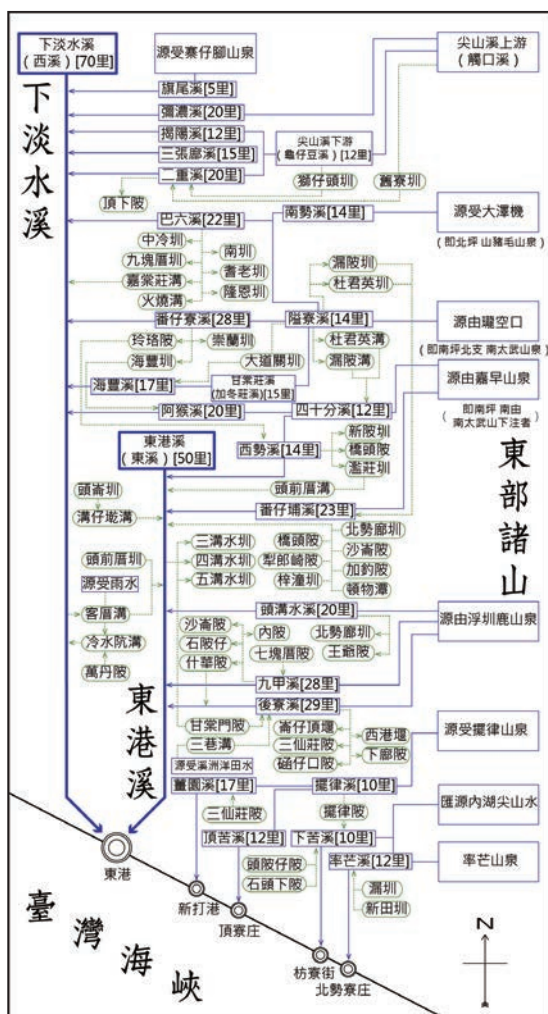 下淡水溪
(西溪)[70里]
源受寨仔腳山泉
尖山溪上游
(觸口溪)
旗尾溪[5里]
彌濃溪[20里]
揭陽溪[12里]
三張廍溪[15里]
二重溪[20里]
尖山溪下游
(龜仔豆溪)[12里]
獅仔頭圳
舊寮圳
頂下陂
下淡水溪
巴六溪[22里]
南勢溪[14里]
源受大澤機
(即北坪 山豬毛山泉)
中冷圳
九塊厝圳
嘉棠莊溝
火燒溝
南圳
耆老圳
隆恩圳
漏陂圳
杜君英圳
番仔寮溪[28里]
隘寮溪[14里]
源由瓏空口
(即南坪北支 南太武山泉)
玲珞陂
崇蘭圳
海豐圳
大道關圳
杜君英溝
漏陂溝
海豐溪[17里]
甘棠莊溪
(加冬莊溪)[15里]
源由嘉早山泉
即南坪 南由
南太武山下注者
阿猴溪[20里]
四十分溪[12里]
東港溪
(東溪)[50里]
西勢溪[14里]
新陂圳
橋頭陂
濫莊圳
東部諸山
頭前厝溝
頭崙圳
溝仔墘溝
番仔埔溪[23里]
三溝水圳
四溝水圳
五溝水圳
橋頭陂
犁郎崎陂
梓潼圳
北勢廍圳
沙崙陂
加釣陂
頓物潭
頭前厝圳
源受雨水
客厝溝
冷水阬溝
萬丹陂
頭溝水溪[20里]
源由浮圳鹿山泉
沙崙陂
石陂仔
什華陂
內陂
七塊厝陂
北勢廍圳
王爺陂
九甲溪[28里]
後寮溪[29里]
東港溪
甘棠門陂
三巷溝
崙仔頂堰
三仙莊陂
硦仔口陂
西港堰
下廍陂
源受擺律山泉
源受溪洲洋田水
薑園溪[17里]
擺律溪[10里]
三仙莊陂
擺律陂
匯源內湖尖山水
頂苦溪[12里]
下苦溪[10里]
率芒溪[12里]
率芒山泉
頭陂仔陂
石頭下陂
漏圳
新田圳
東港
新打港
頂寮庄
枋寮街
北勢寮庄
臺灣海峽
N